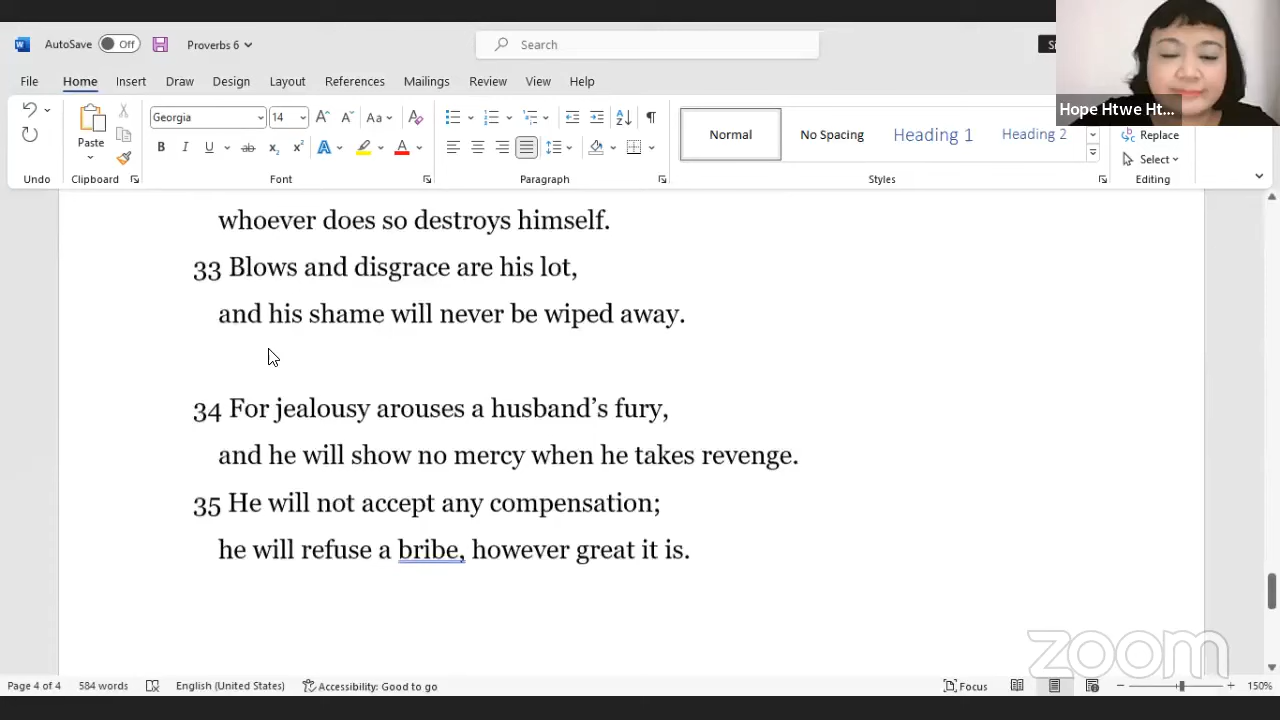 AutoSave Off Proverbs 6 Search
File Home Insert Draw Design Layout References Mailings Review View Help
Hope Htwe Ht...
Georgia 14 Aa
Paste
Normal No Spacing Heading 1 Heading 2
Replace
Select
Undo Clipboard Font Paragraph Styles Editing
whoever does so destroys himself.
33 Blows and disgrace are his lot,
and his shame will never be wiped away.
34 For jealousy arouses a husband’s fury,
and he will show no mercy when he takes revenge.
35 He will not accept any compensation;
he will refuse a bribe, however great it is.
zoom
Page 4 of 4 584 words English (United States) Accessibility: Good to go Focus 150%